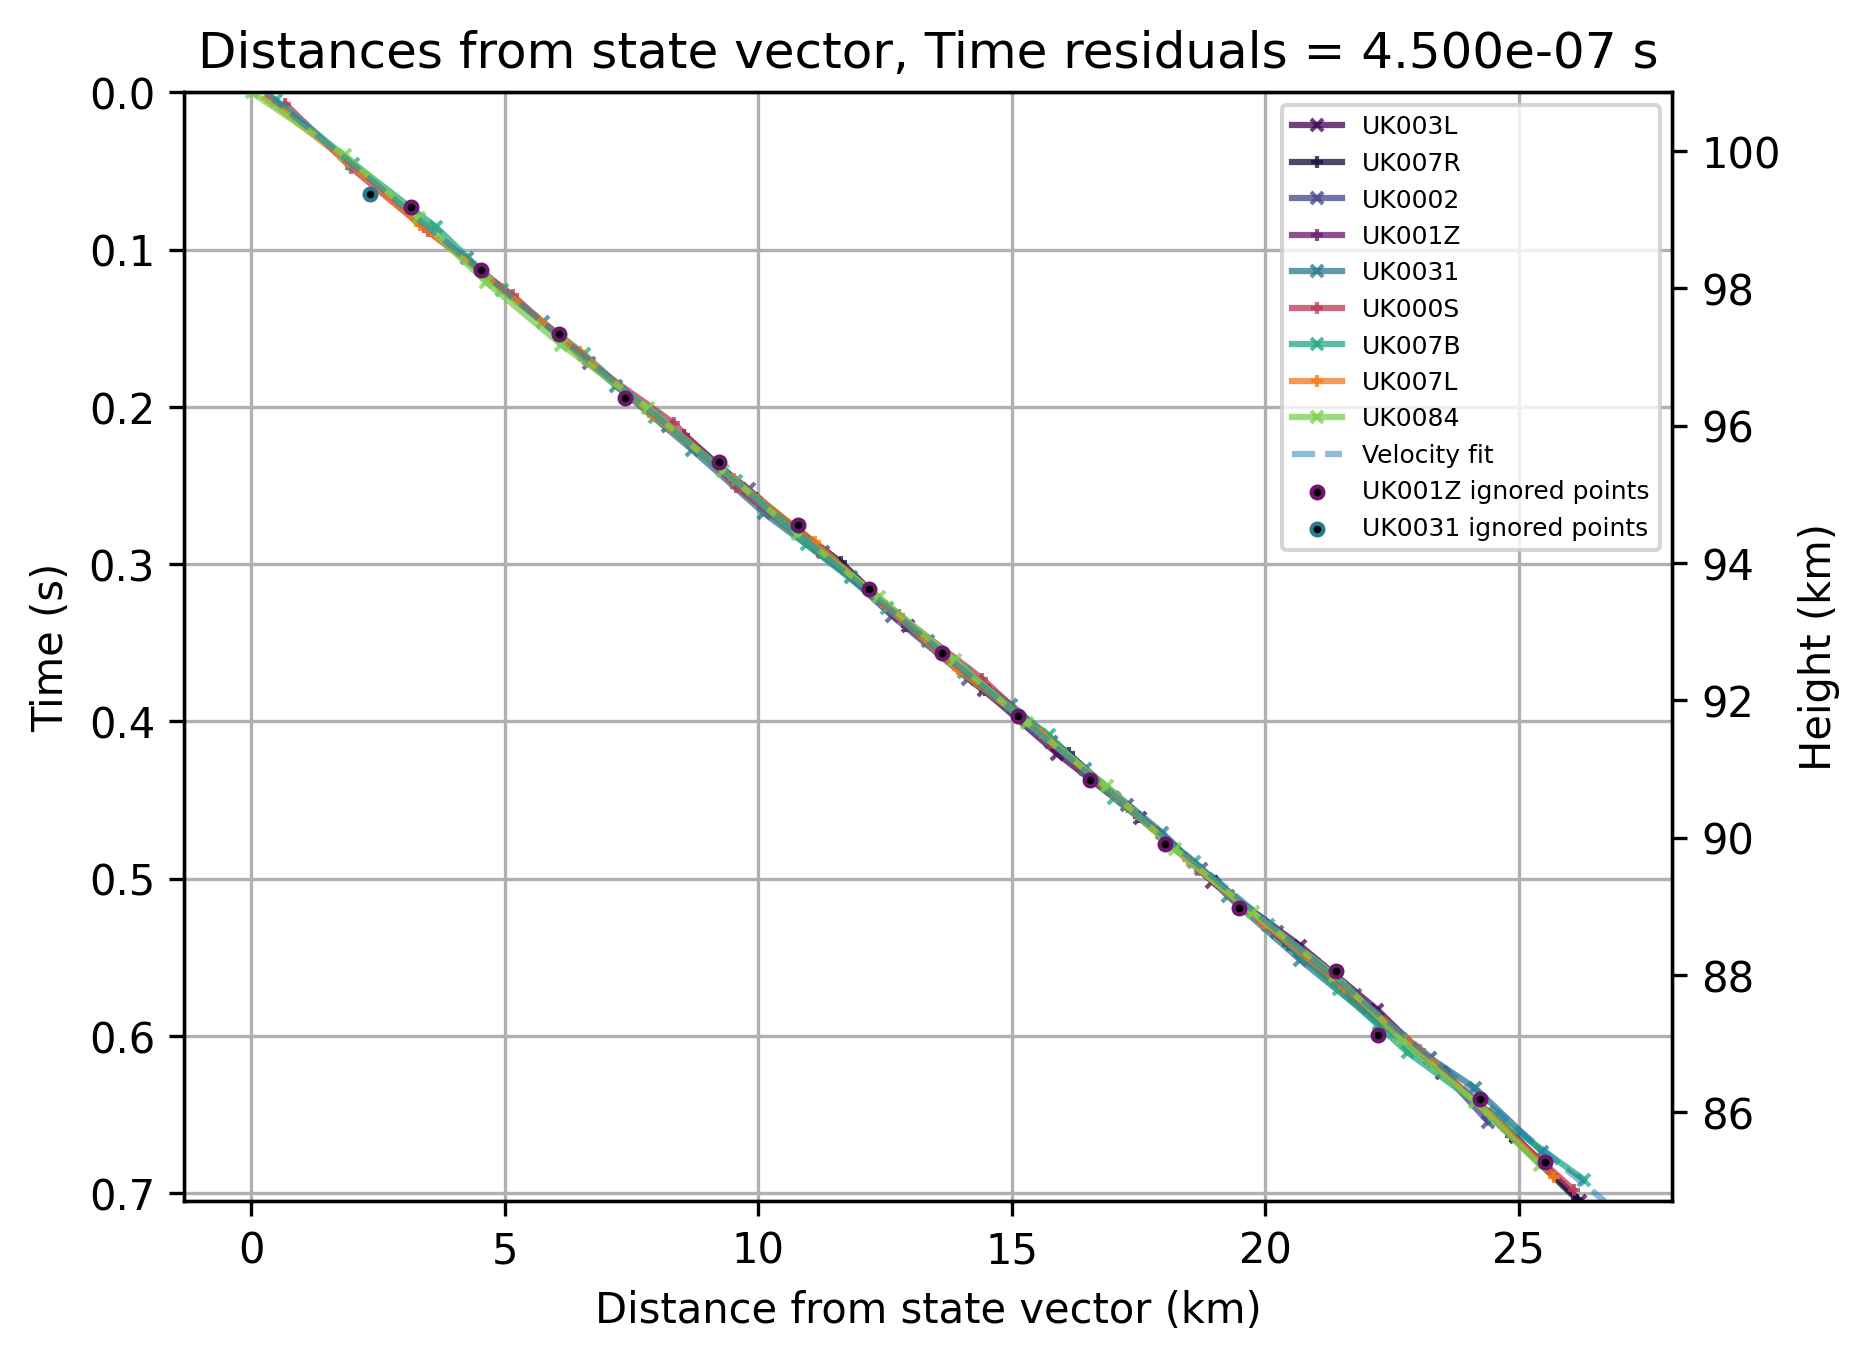 Distances from state vector, Time residuals = 4.500e-07 s
0.0
0.1
0.2
0.3
0.4
0.5
0.6
0.7
Time (s)
0
5
10
15
20
25
Distance from state vector (km)
100
98
96
94
92
90
88
86
Height (km)
UK003L
UK007R
UK0002
UK001Z
UK0031
UK000S
UK007B
UK007L
UK0084
Velocity fit
UK001Z ignored points
UK0031 ignored points